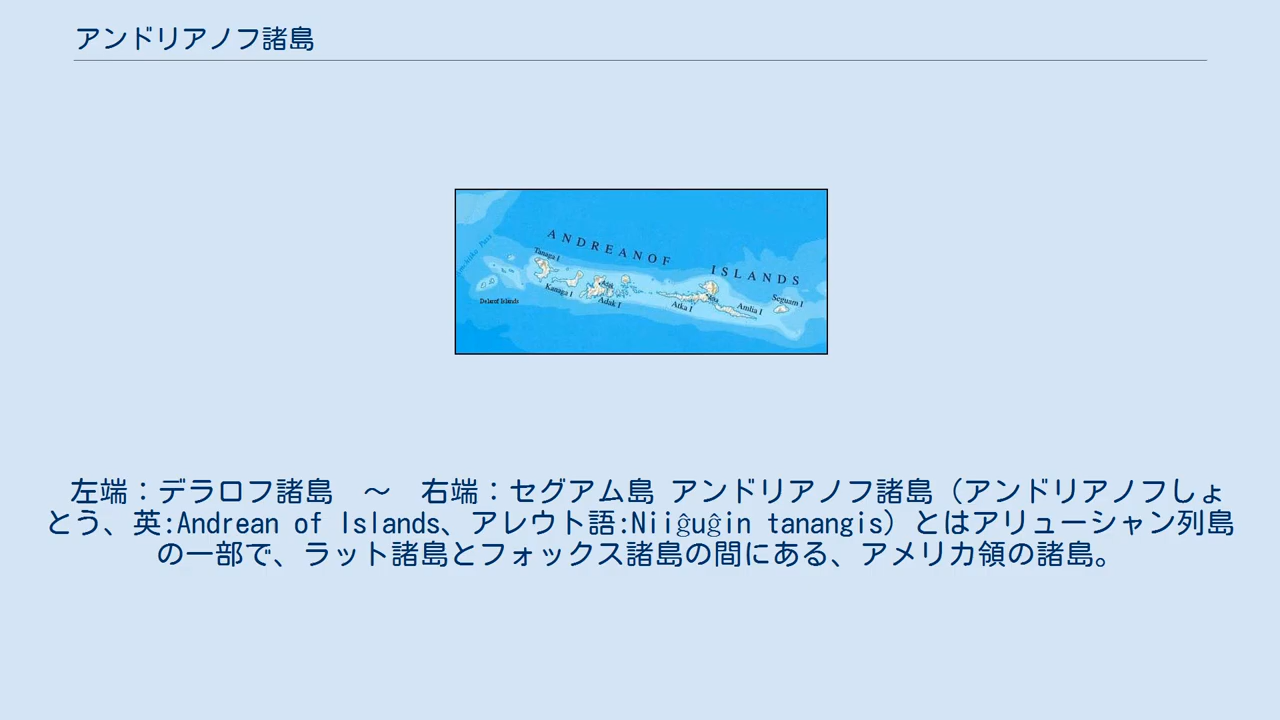 アンドリアノフ諸島
ANDREANOF ISLANDS
Tanaga I
Kanaga I
Adak I
Atka I
Amlia I
Seguam I
Delarof Islands
左端：デラロフ諸島　～　右端：セグアム島 アンドリアノフ諸島（アンドリアノフしょ
とう、英:Andrean of Islands、アレウト語:Niiĝuĝin tanangis）とはアリューシャン列島
の一部で、ラット諸島とフォックス諸島の間にある、アメリカ領の諸島。